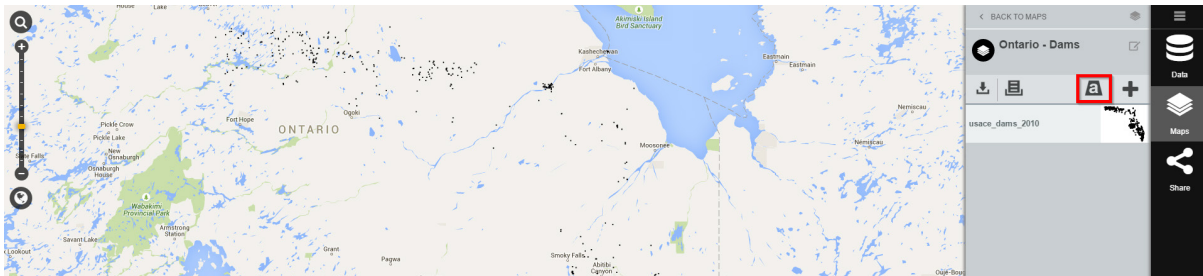 House
Lake
Akimiski Island
Bird Sanctuary
Kashechewan
Fort Albany
Eastmain
Eastmain
Nemiscau
Nemiscau
Ogoki
Fort Hope
ONTARIO
Pickle Crow
Pickle Lake
New
Osnaburgh
Osnaburgh
House
Moosonee
Wabakimi
Provincial Park
Armstrong
Station
Savant Lake
Lookout
Grant
Pagwa
Smoky Falls
Abitibi
Canyon
< BACK TO MAPS
Ontario - Dams
a
usace_dams_2010
Data
Maps
Share